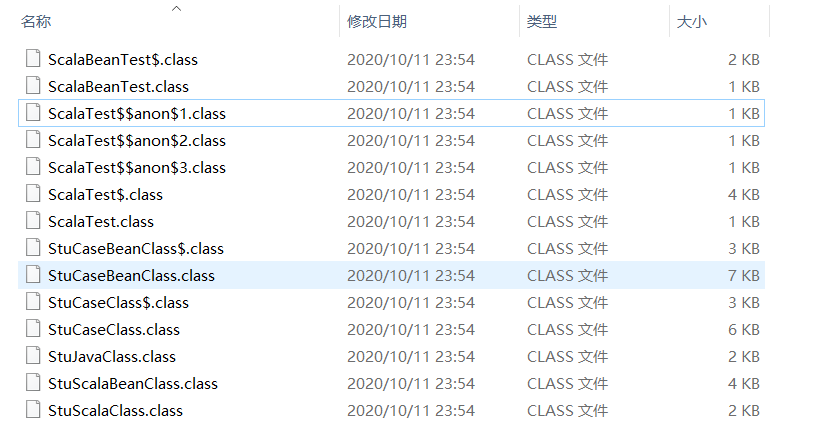 名称 修改日期 类型 大小
ScalaBeanTest$.class 2020/10/11 23:54 CLASS 文件 2 KB
ScalaBeanTest.class 2020/10/11 23:54 CLASS 文件 1 KB
ScalaTest$$anon$1.class 2020/10/11 23:54 CLASS 文件 1 KB
ScalaTest$$anon$2.class 2020/10/11 23:54 CLASS 文件 1 KB
ScalaTest$$anon$3.class 2020/10/11 23:54 CLASS 文件 1 KB
ScalaTest$.class 2020/10/11 23:54 CLASS 文件 4 KB
ScalaTest.class 2020/10/11 23:54 CLASS 文件 1 KB
StuCaseBeanClass$.class 2020/10/11 23:54 CLASS 文件 3 KB
StuCaseBeanClass.class 2020/10/11 23:54 CLASS 文件 7 KB
StuCaseClass$.class 2020/10/11 23:54 CLASS 文件 3 KB
StuCaseClass.class 2020/10/11 23:54 CLASS 文件 6 KB
StuJavaClass.class 2020/10/11 23:54 CLASS 文件 2 KB
StuScalaBeanClass.class 2020/10/11 23:54 CLASS 文件 4 KB
StuScalaClass.class 2020/10/11 23:54 CLASS 文件 2 KB